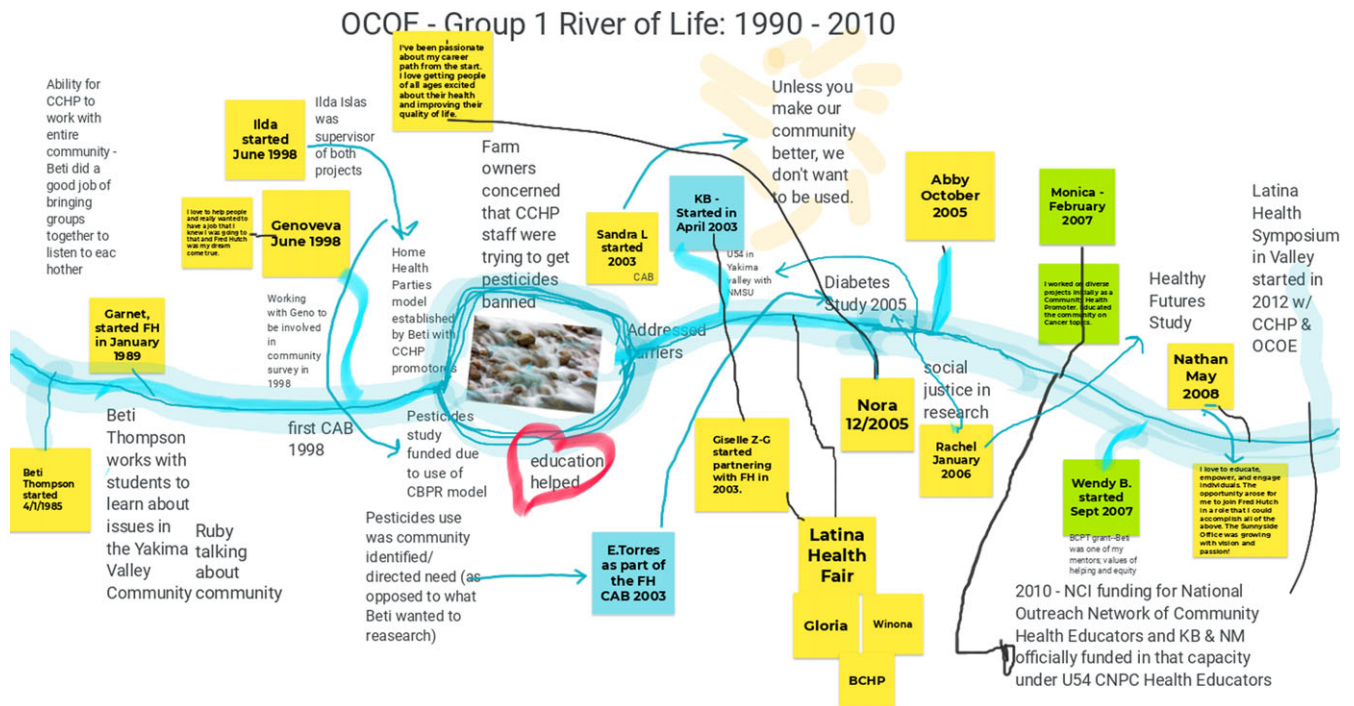 OCOE - Group 1 River of Life: 1990 - 2010
I've been passionate
about my career
path from the start.
I love getting people
of all ages excited
about their health
and improving their
quality of life.
Ability for
CCHP to
work with
entire
community -
Beti did a
good job of
bringing
groups
together to
listen to eac
hother
Ilda
started
June 1998
Ilda Islas
was
supervisor
of both
projects
I love to help people
and really wanted to
have a job that I
knew I was going to
that and Fred Hutch
was my dream
come true.
Genoveva
June 1998
Garnet,
started FH
in January
1989
Working
with Geno to
be involved
in
community
survey in
1998
Home
Health
Parties
model
established
by Beti with
CCHP
promotores
Farm
owners
concerned
that CCHP
staff were
trying to get
pesticides
banned
Sandra L
started
2003
CAB
KB -
Started in
April 2003
U54 in
Yakima
valley with
NMSU
Unless you
make our
community
better, we
don't want
to be used.
Abby
October
2005
Monica -
February
2007
I worked on diverse
projects initially as a
Community Health
Promoter. Educated
the community on
Cancer topics.
Latina
Health
Symposium
in Valley
started in
2012 w/
CCHP &
OCOE
Healthy
Futures
Study
Diabetes
Study 2005
Addressed
barriers
Nathan
May
2008
Beti
Thompson
started
4/1/1985
Beti
Thompson
works with
students to
learn about
issues in
the Yakima
Valley
Community
Ruby
talking
about
community
first CAB
1998
Pesticides
study
funded due
to use of
CBPR model
education
helped
Pesticides use
was community
identified/
directed need (as
opposed to what
Beti wanted to
reasearch)
E.Torres
as part of
the FH
CAB 2003
Giselle Z-G
started
partnering
with FH in
2003.
Nora
12/2005
social
justice in
research
Rachel
January
2006
Latina
Health
Fair
Gloria
Winona
BCHP
Wendy B.
started
Sept 2007
BCPT grant--Beti
was one of my
mentors; values of
helping and equity
I love to educate,
empower, and engage
individuals. The
opportunity arose for
me to join Fred Hutch
in a role that I could
accomplish all of the
above. The Sunnyside
Office was growing
with vision and
passion!
2010 - NCI funding for National
Outreach Network of Community
Health Educators and KB & NM
officially funded in that capacity
under U54 CNPC Health Educators